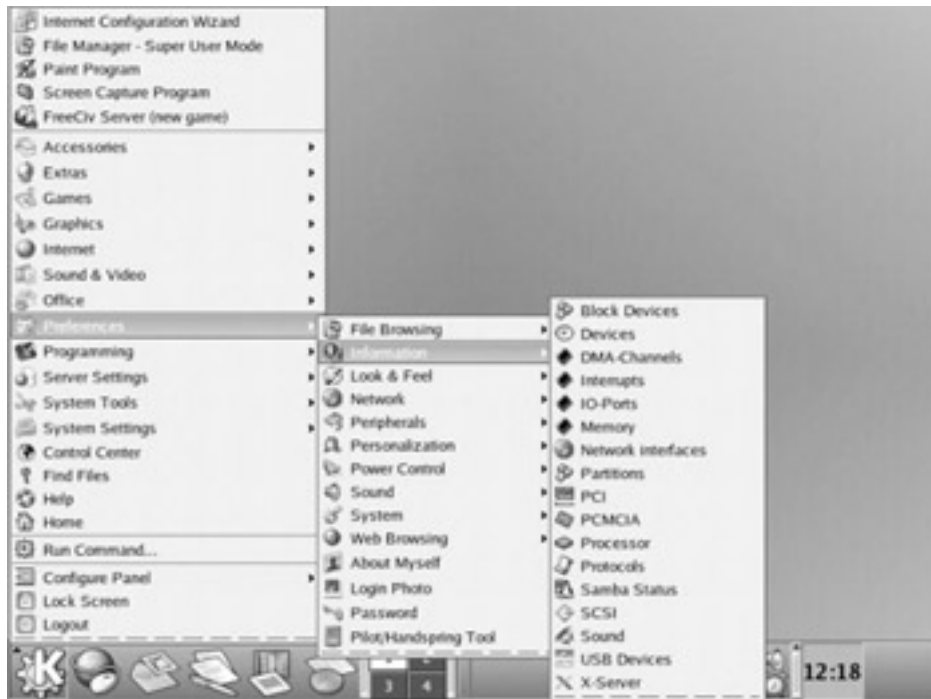 Internet Configuration Wizard
File Manager - Super User Mode
Paint Program
Screen Capture Program
FreeCiv Server (new game)
Accessories
Extras
Games
Graphics
Internet
Sound & Video
Office
Preferences
Programming
Server Settings
System Tools
System Settings
Control Center
Find Files
Help
Home
Run Command...
Configure Panel
Lock Screen
Logout
File Browsing
Information
Look & Feel
Network
Peripherals
Personalization
Power Control
Sound
System
Web Browsing
About Myself
Login Photo
Password
Pilot/Handspring Tool
Block Devices
Devices
DMA-Channels
Interrupts
IO-Ports
Memory
Network Interfaces
Partitions
PCI
PCMCIA
Processor
Protocols
Samba Status
SCSI
Sound
USB Devices
X-Server
3 4
12:18